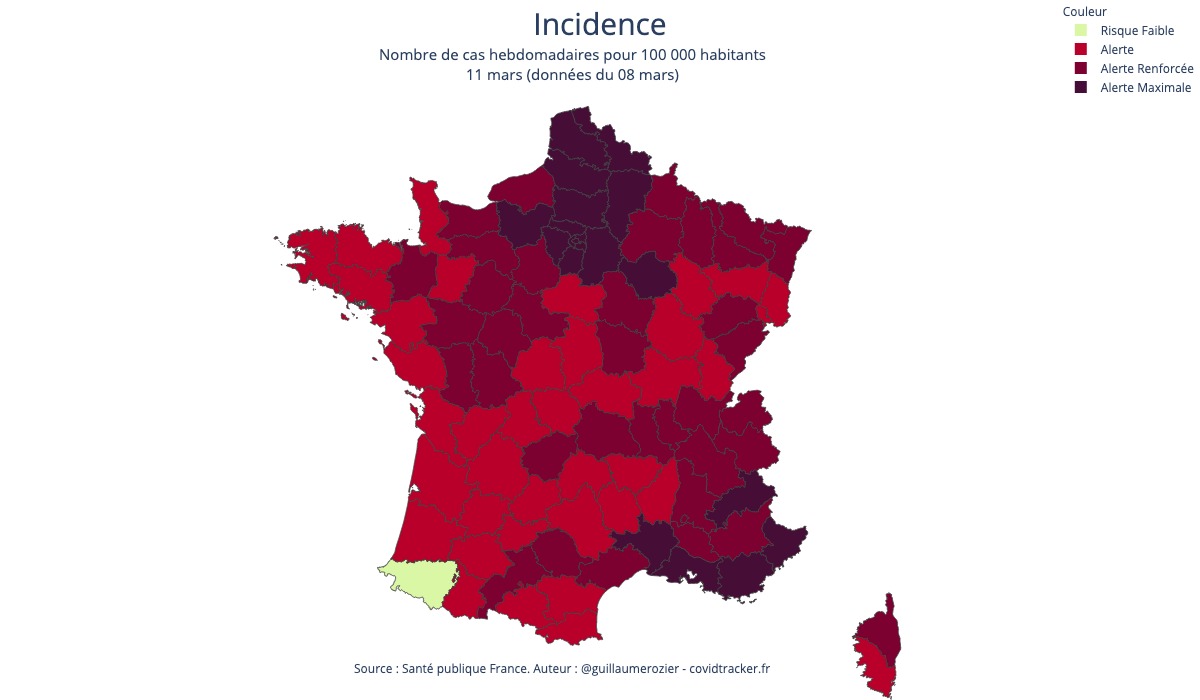 Incidence
Nombre de cas hebdomadaires pour 100 000 habitants
11 mars (données du 08 mars)
Couleur
Risque Faible
Alerte
Alerte Renforcée
Alerte Maximale
Source : Santé publique France. Auteur : @guillaumerozier - covidtracker.fr